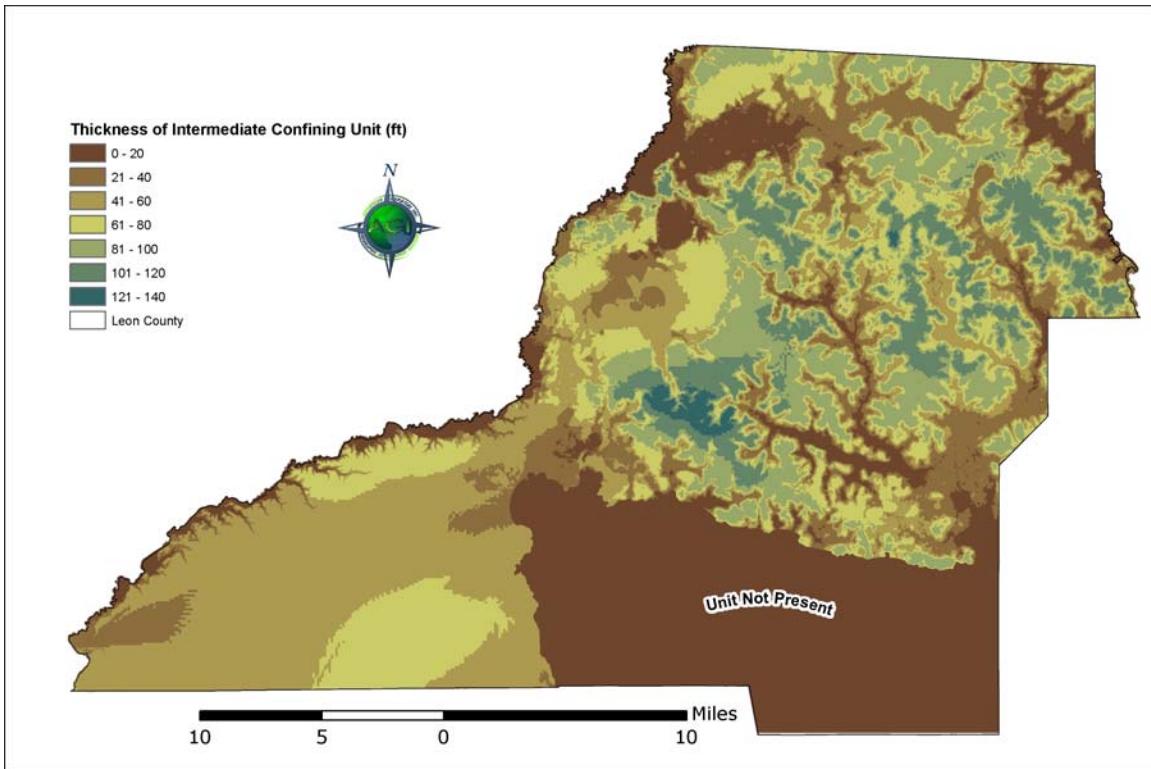 Thickness of Intermediate Confining Unit (ft)
0 - 20
21 - 40
41 - 60
61 - 80
81 - 100
101 - 120
121 - 140
Leon County
N
Unit Not Present
Miles
10 5 0 10